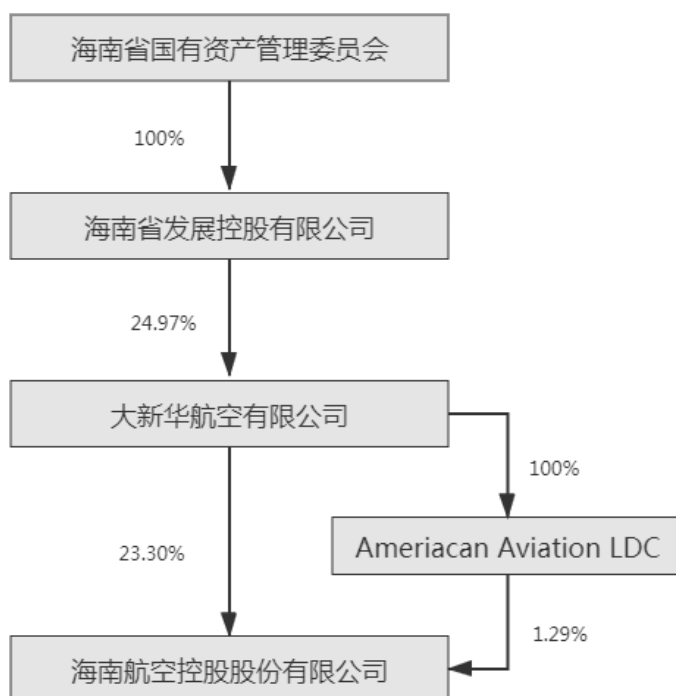 海南省国有资产管理委员会
100%
海南省发展控股有限公司
24.97%
大新华航空有限公司
100%
23.30%
Ameriacan Aviation LDC
1.29%
海南航空控股股份有限公司